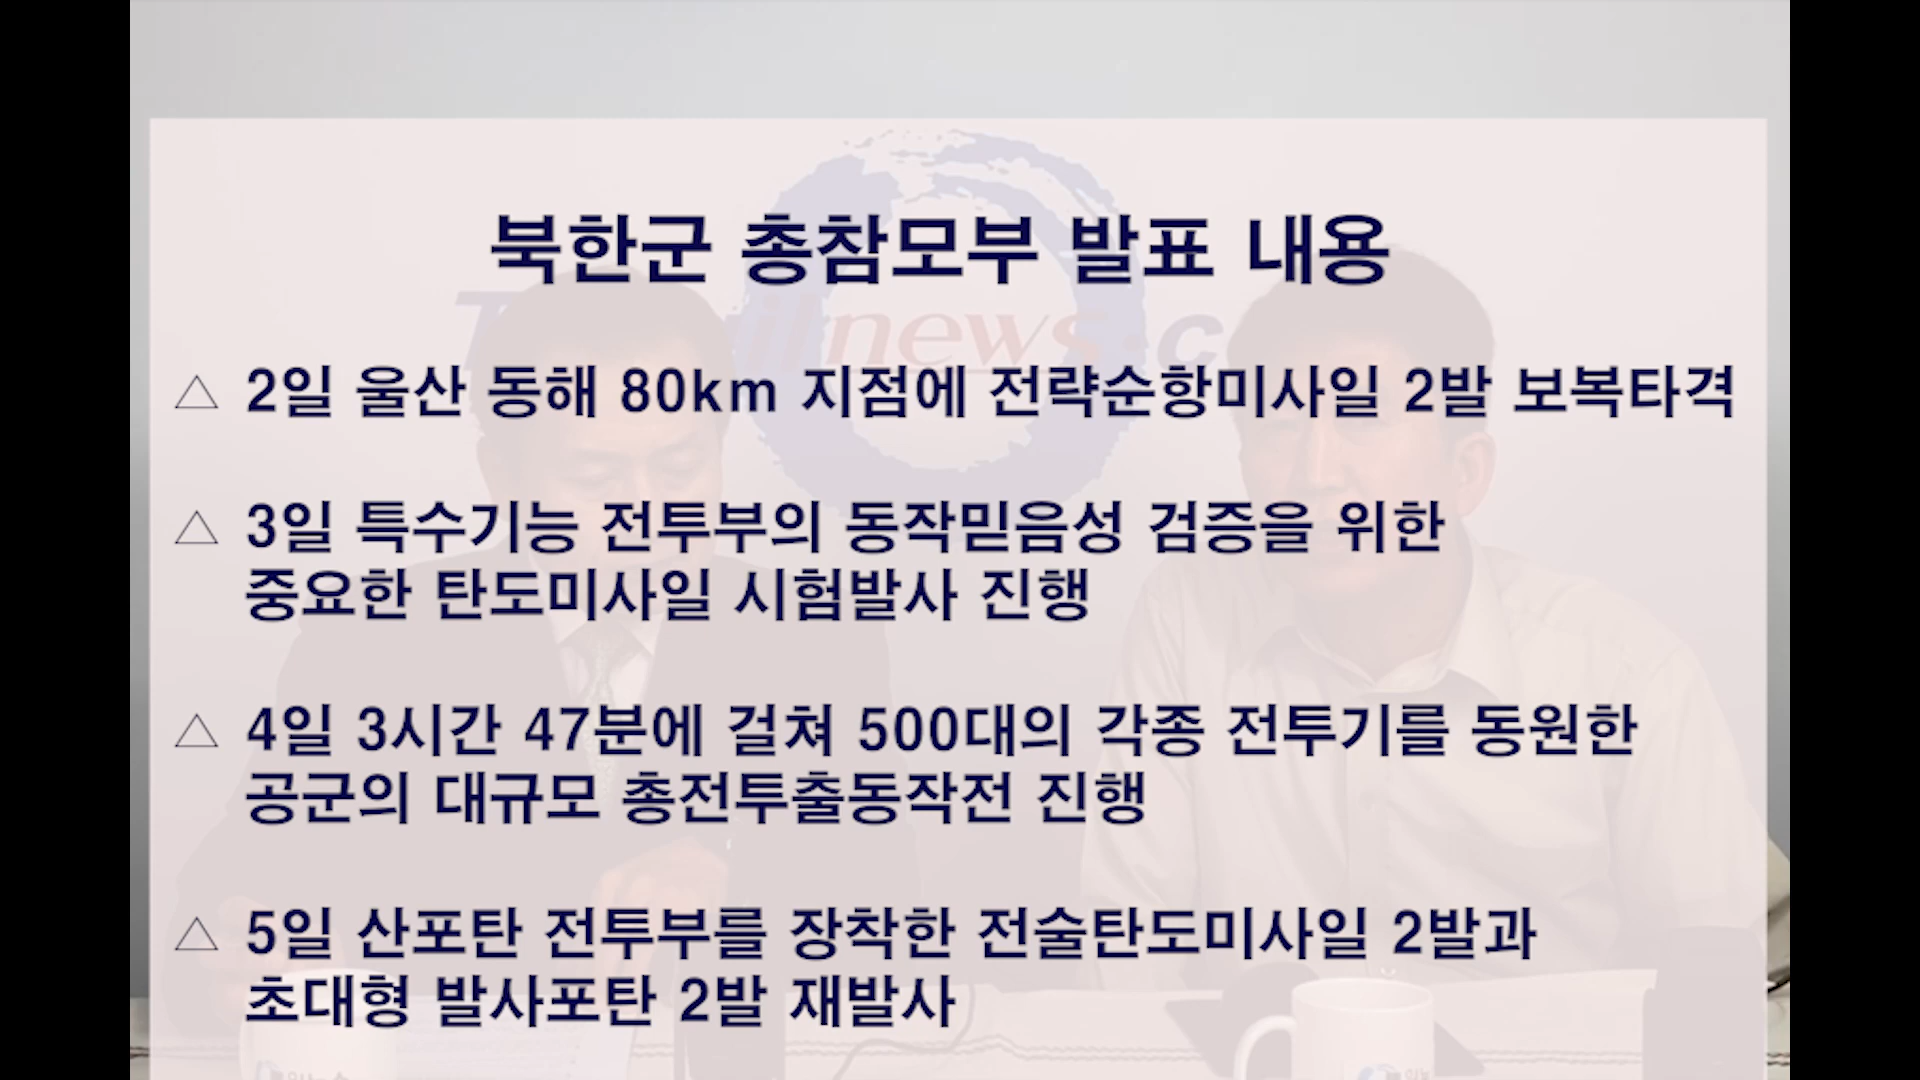 북한군 총참모부 발표 내용
news.c
△ 2일 울산 동해 80km 지점에 전략순항미사일 2발 보복타격
△ 3일 특수기능 전투부의 동작믿음성 검증을 위한
중요한 탄도미사일 시험발사 진행
△ 4일 3시간 47분에 걸쳐 500대의 각종 전투기를 동원한
공군의 대규모 총전투출동작전 진행
△ 5일 산포탄 전투부를 장착한 전술탄도미사일 2발과
초대형 발사포탄 2발 재발사